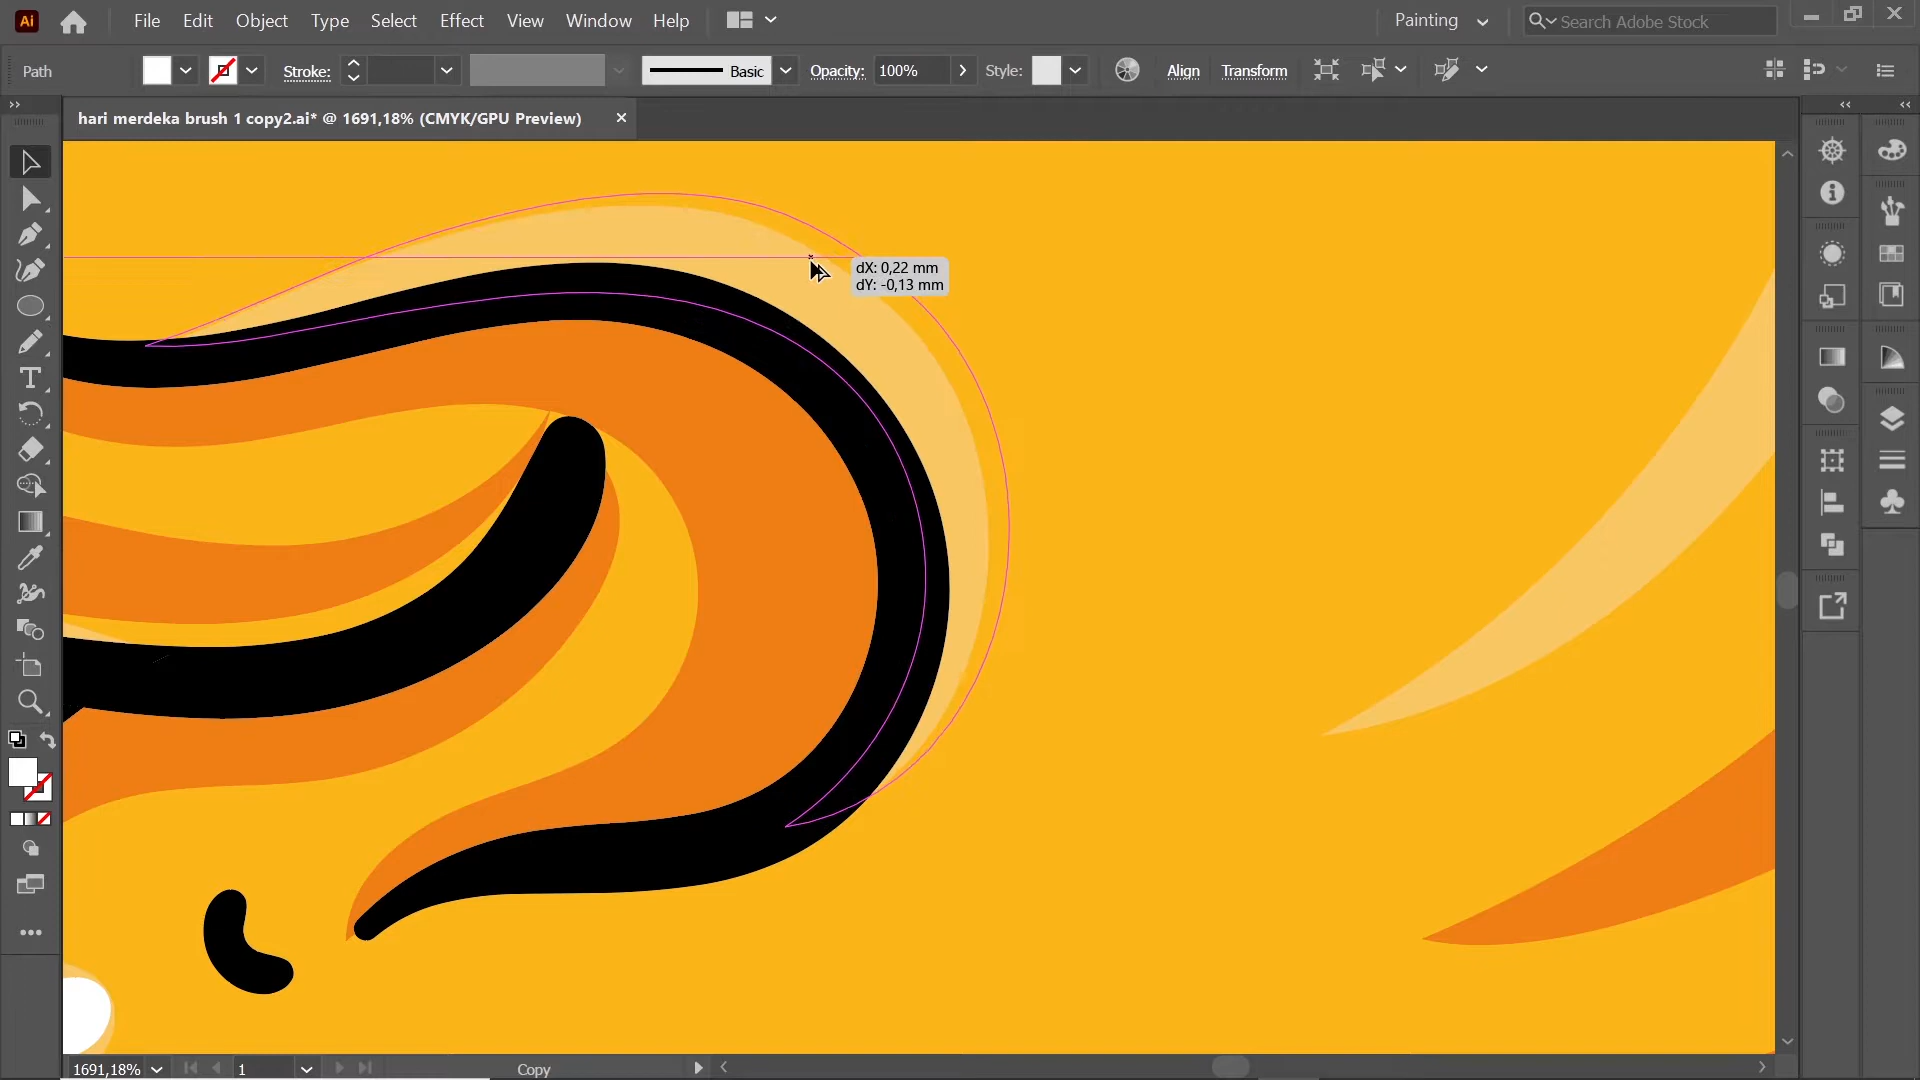 Ai File Edit Object Type Select Effect View Window Help Painting Search Adobe Stock
Path Stroke: Basic Opacity: 100% Style: Align Transform
hari merdeka brush 1 copy2.ai* @ 1691,18% (CMYK/GPU Preview)
dX: 0,22 mm
dY: -0,13 mm
1691,18% 1 Copy